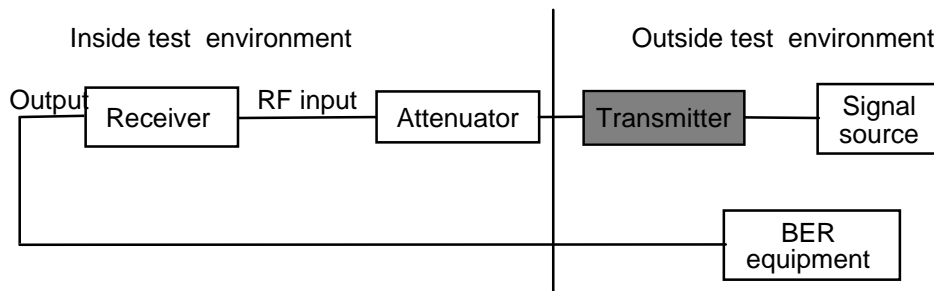 Inside test environment
Outside test environment
Output
Receiver
RF input
Attenuator
Transmitter
Signal
source
BER
equipment